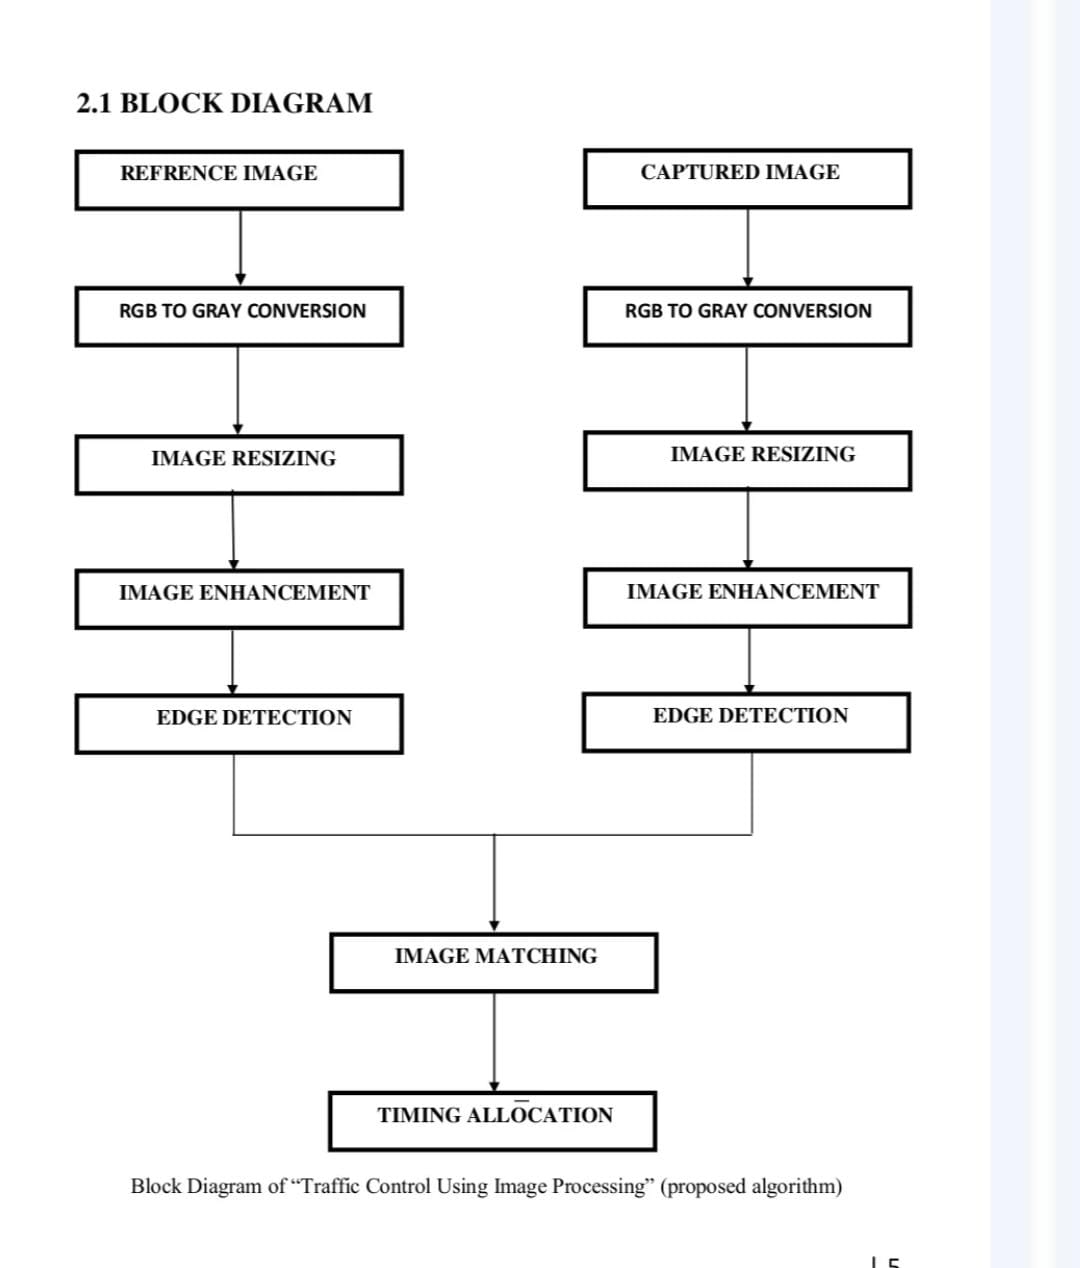 2.1 BLOCK DIAGRAM
REFRENCE IMAGE
CAPTURED IMAGE
RGB TO GRAY CONVERSION
RGB TO GRAY CONVERSION
IMAGE RESIZING
IMAGE RESIZING
IMAGE ENHANCEMENT
IMAGE ENHANCEMENT
EDGE DETECTION
EDGE DETECTION
IMAGE MATCHING
TIMING ALLOCATION
Block Diagram of “Traffic Control Using Image Processing” (proposed algorithm)